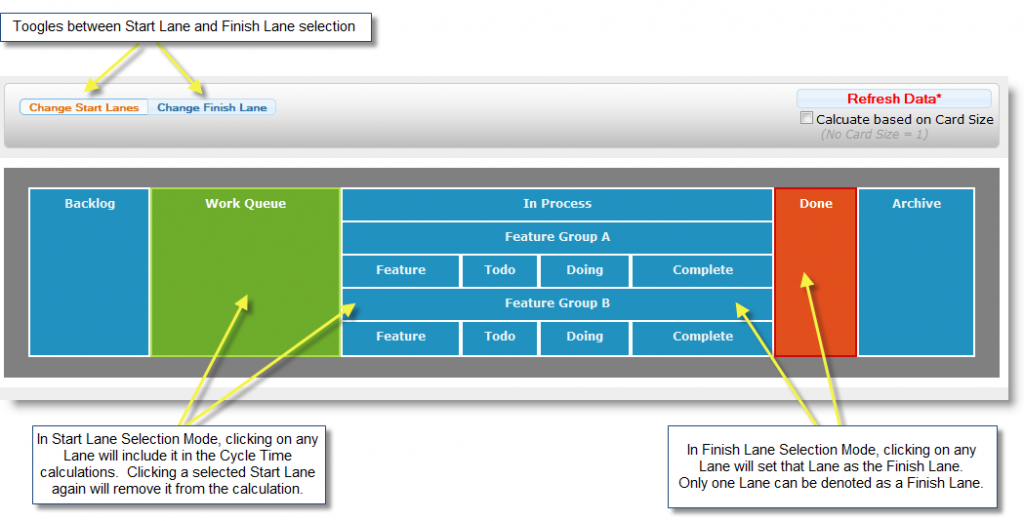 Toogles between Start Lane and Finish Lane selection
Change Start Lanes Change Finish Lane
Refresh Data*
Calcuate based on Card Size
(No Card Size = 1)
Backlog Work Queue In Process Done Archive
Feature Group A
Feature Todo Doing Complete
Feature Group B
Feature Todo Doing Complete
In Start Lane Selection Mode, clicking on any
Lane will include it in the Cycle Time
calculations. Clicking a selected Start Lane
again will remove it from the calculation.
In Finish Lane Selection Mode, clicking on any
Lane will set that Lane as the Finish Lane.
Only one Lane can be denoted as a Finish Lane.